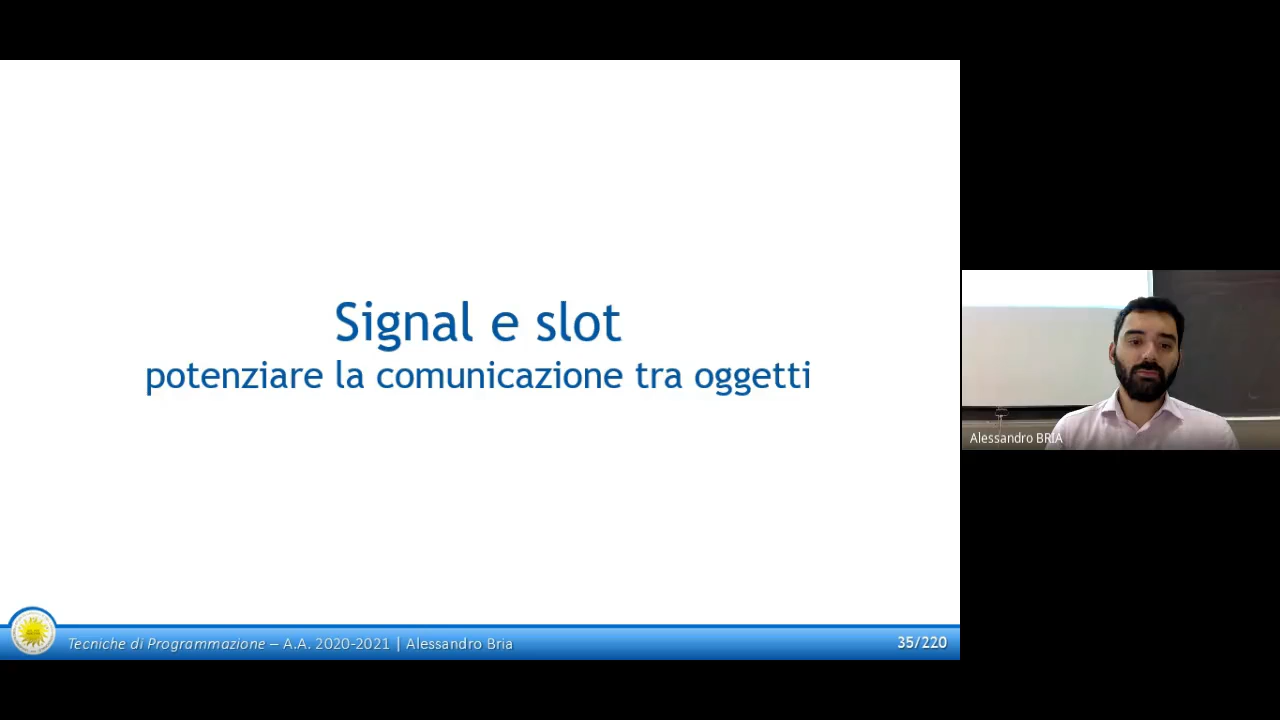 Signal e slot
potenziare la comunicazione tra oggetti
Alessandro BRIA
Tecniche di Programmazione – A.A. 2020-2021 | Alessandro Bria
35/220